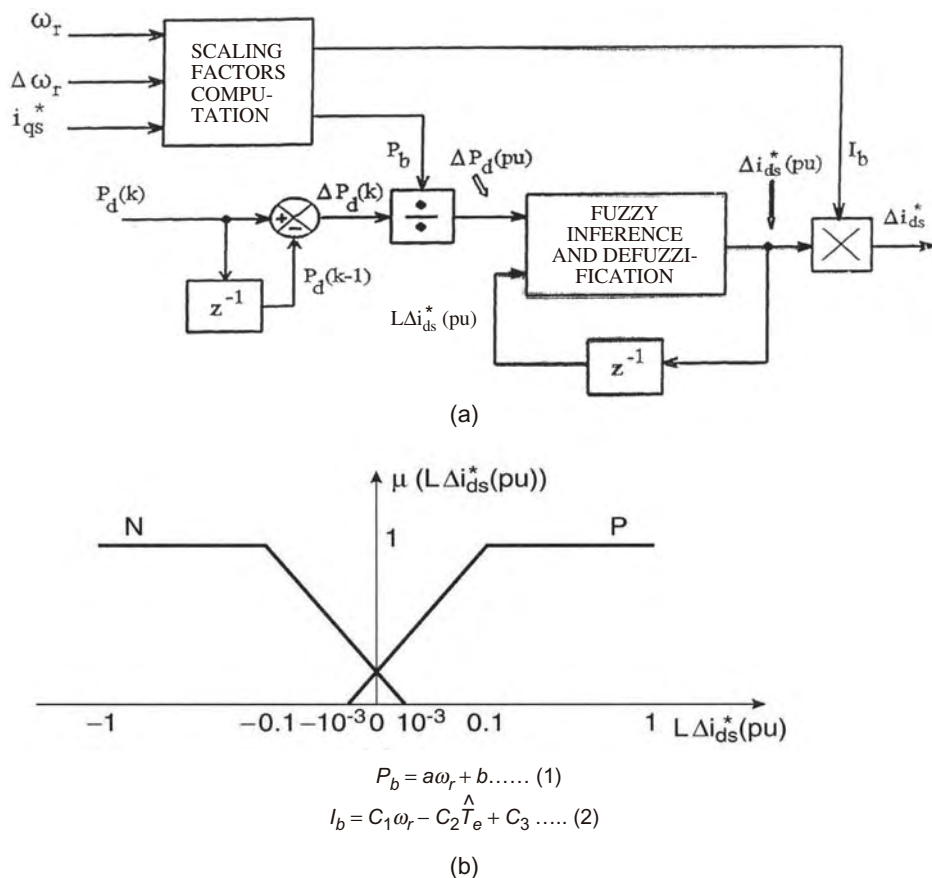 ω_r
Δω_r
i_qs^*
SCALING
FACTORS
COMPU-
TATION
P_b
I_b
P_d(k)
ΔP_d(k)
ΔP_d(pu)
Δi_ds^*(pu)
Δi_ds^*
+
−
÷
FUZZY
INFERENCE
AND DEFUZZI-
FICATION
×
z^-1
P_d(k-1)
LΔi_ds^*(pu)
z^-1
(a)
μ (LΔi_ds^*(pu))
N
1
P
−1
−0.1
−10^-3
0
10^-3
0.1
1
LΔi_ds^*(pu)
P_b = aω_r + b...... (1)
I_b = C_1ω_r − C_2T̂_e + C_3 ..... (2)
(b)